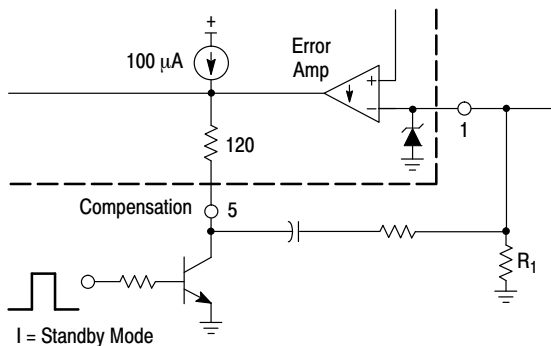 +
100 μA
Error
Amp
+
−
1
120
Compensation
5
R1
I = Standby Mode